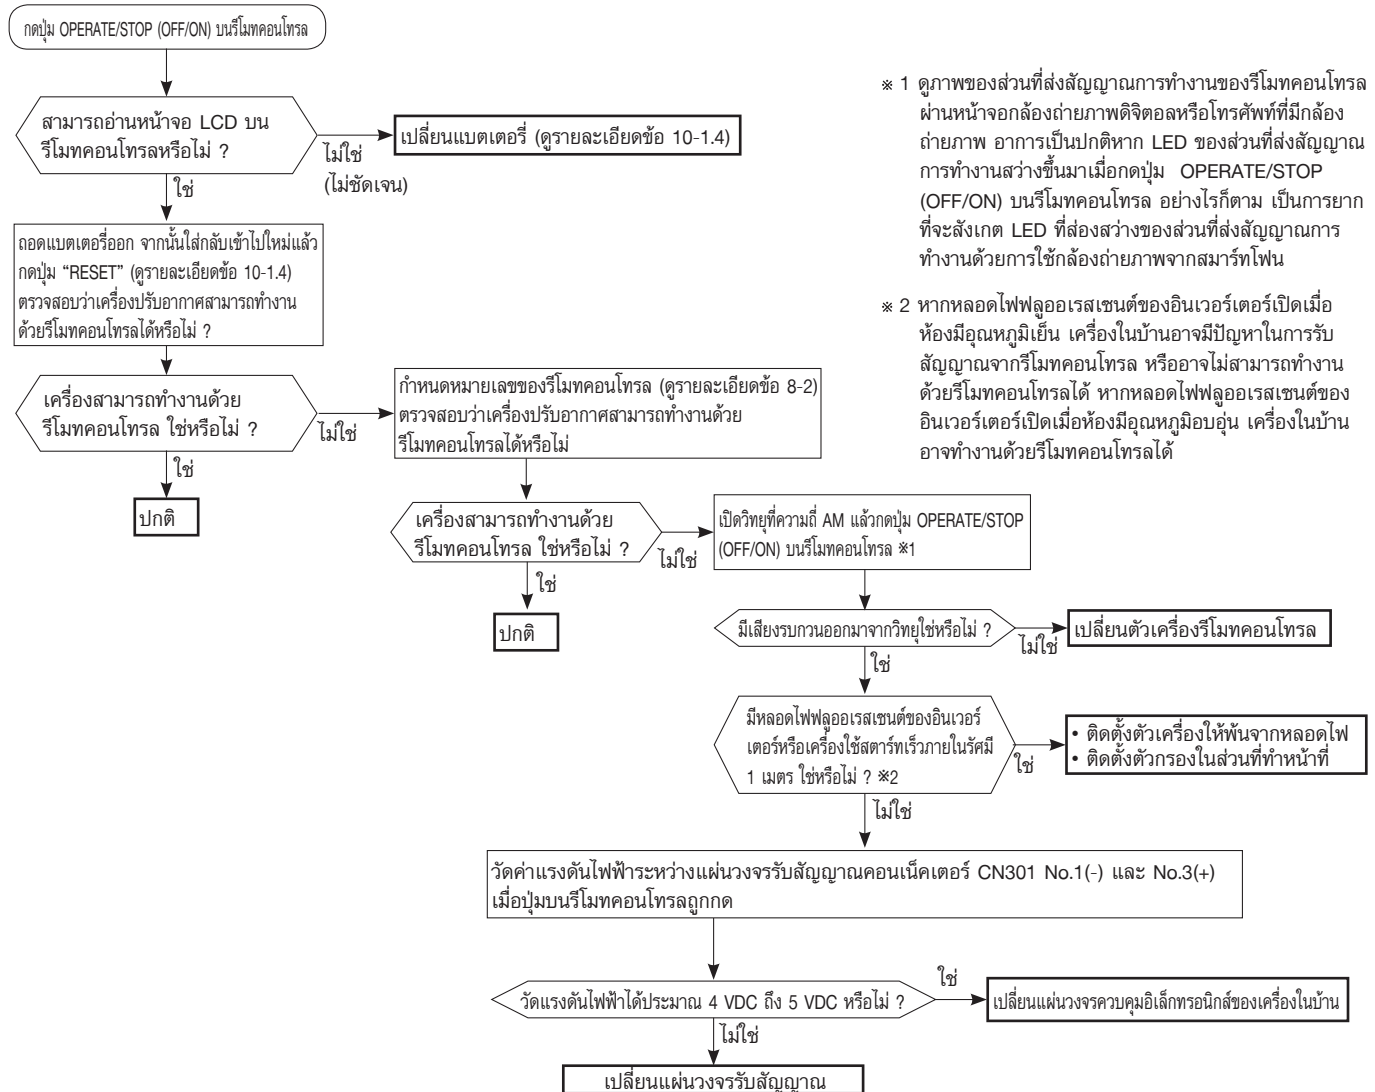 กดปุ่ม OPERATE/STOP (OFF/ON) บนรีโมทคอนโทรล
สามารถอ่านหน้าจอ LCD บน
รีโมทคอนโทรลหรือไม่ ?
ไม่ใช่
(ไม่ชัดเจน)
เปลี่ยนแบตเตอรี่ (ดูรายละเอียดข้อ 10-1.4)
ใช่
ถอดแบตเตอรี่ออก จากนั้นใส่กลับเข้าไปใหม่แล้ว
กดปุ่ม “RESET” (ดูรายละเอียดข้อ 10-1.4)
ตรวจสอบว่าเครื่องปรับอากาศสามารถทำงาน
ด้วยรีโมทคอนโทรลได้หรือไม่ ?
เครื่องสามารถทำงานด้วย
รีโมทคอนโทรล ใช่หรือไม่ ?
ไม่ใช่
ใช่
ปกติ
กำหนดหมายเลขของรีโมทคอนโทรล (ดูรายละเอียดข้อ 8-2)
ตรวจสอบว่าเครื่องปรับอากาศสามารถทำงานด้วย
รีโมทคอนโทรลได้หรือไม่
เครื่องสามารถทำงานด้วย
รีโมทคอนโทรล ใช่หรือไม่ ?
ไม่ใช่
ใช่
ปกติ
เปิดวิทยุที่ความถี่ AM แล้วกดปุ่ม OPERATE/STOP
(OFF/ON) บนรีโมทคอนโทรล ※1
มีเสียงรบกวนออกมาจากวิทยุใช่หรือไม่ ?
ไม่ใช่
เปลี่ยนตัวเครื่องรีโมทคอนโทรล
ใช่
มีหลอดไฟฟลูออเรสเซนต์ของอินเวอร์
เตอร์หรือเครื่องใช้สตาร์ทเร็วภายในรัศมี
1 เมตร ใช่หรือไม่ ? ※2
ใช่
• ติดตั้งตัวเครื่องให้พ้นจากหลอดไฟ
• ติดตั้งตัวกรองในส่วนที่ทำหน้าที่
ไม่ใช่
วัดค่าแรงดันไฟฟ้าระหว่างแผ่นวงจรรับสัญญาณคอนเน็คเตอร์ CN301 No.1(-) และ No.3(+)
เมื่อปุ่มบนรีโมทคอนโทรลถูกกด
วัดแรงดันไฟฟ้าได้ประมาณ 4 VDC ถึง 5 VDC หรือไม่ ?
ใช่
เปลี่ยนแผ่นวงจรควบคุมอิเล็กทรอนิกส์ของเครื่องในบ้าน
ไม่ใช่
เปลี่ยนแผ่นวงจรรับสัญญาณ
※ 1 ดูภาพของส่วนที่ส่งสัญญาณการทำงานของรีโมทคอนโทรล
ผ่านหน้าจอกล้องถ่ายภาพดิจิตอลหรือโทรศัพท์ที่มีกล้อง
ถ่ายภาพ อาการเป็นปกติหาก LED ของส่วนที่ส่งสัญญาณ
การทำงานสว่างขึ้นมาเมื่อกดปุ่ม OPERATE/STOP
(OFF/ON) บนรีโมทคอนโทรล อย่างไรก็ตาม เป็นการยาก
ที่จะสังเกต LED ที่ส่องสว่างของส่วนที่ส่งสัญญาณการ
ทำงานด้วยการใช้กล้องถ่ายภาพจากสมาร์ทโฟน
※ 2 หากหลอดไฟฟลูออเรสเซนต์ของอินเวอร์เตอร์เปิดเมื่อ
ห้องมีอุณหภูมิเย็น เครื่องในบ้านอาจมีปัญหาในการรับ
สัญญาณจากรีโมทคอนโทรล หรืออาจไม่สามารถทำงาน
ด้วยรีโมทคอนโทรลได้ หากหลอดไฟฟลูออเรสเซนต์ของ
อินเวอร์เตอร์เปิดเมื่อห้องมีอุณหภูมิอบอุ่น เครื่องในบ้าน
อาจทำงานด้วยรีโมทคอนโทรลได้